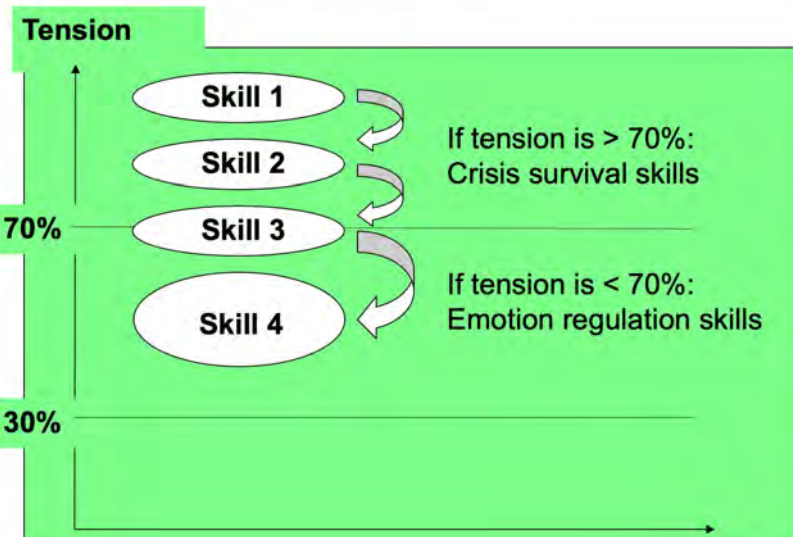 Tension
Skill 1
If tension is > 70%:
Crisis survival skills
Skill 2
70%
Skill 3
If tension is < 70%:
Emotion regulation skills
Skill 4
30%